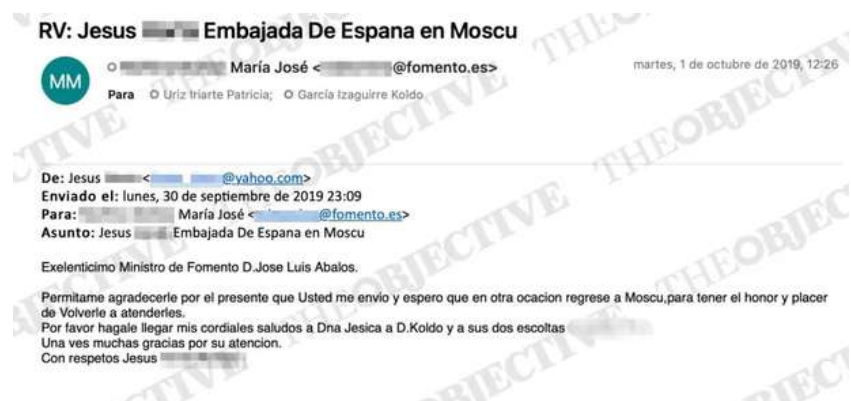 RV: Jesus Embajada De Espana en Moscu
María José < @fomento.es>
martes, 1 de octubre de 2019, 12:26
MM
Para Uriz Iriarte Patricia; García Izaguirre Koldo
De: Jesus < @yahoo.com>
Enviado el: lunes, 30 de septiembre de 2019 23:09
Para: María José < @fomento.es>
Asunto: Jesus Embajada De Espana en Moscu
Exelenticimo Ministro de Fomento D.Jose Luis Abalos.
Permitame agradecerle por el presente que Usted me envio y espero que en otra ocacion regrese a Moscu,para tener el honor y placer
de Volverle a atenderles.
Por favor hagale llegar mis cordiales saludos a Dna Jesica a D.Koldo y a sus dos escoltas
Una ves muchas gracias por su atencion.
Con respetos Jesus
THEOBJECTIVE